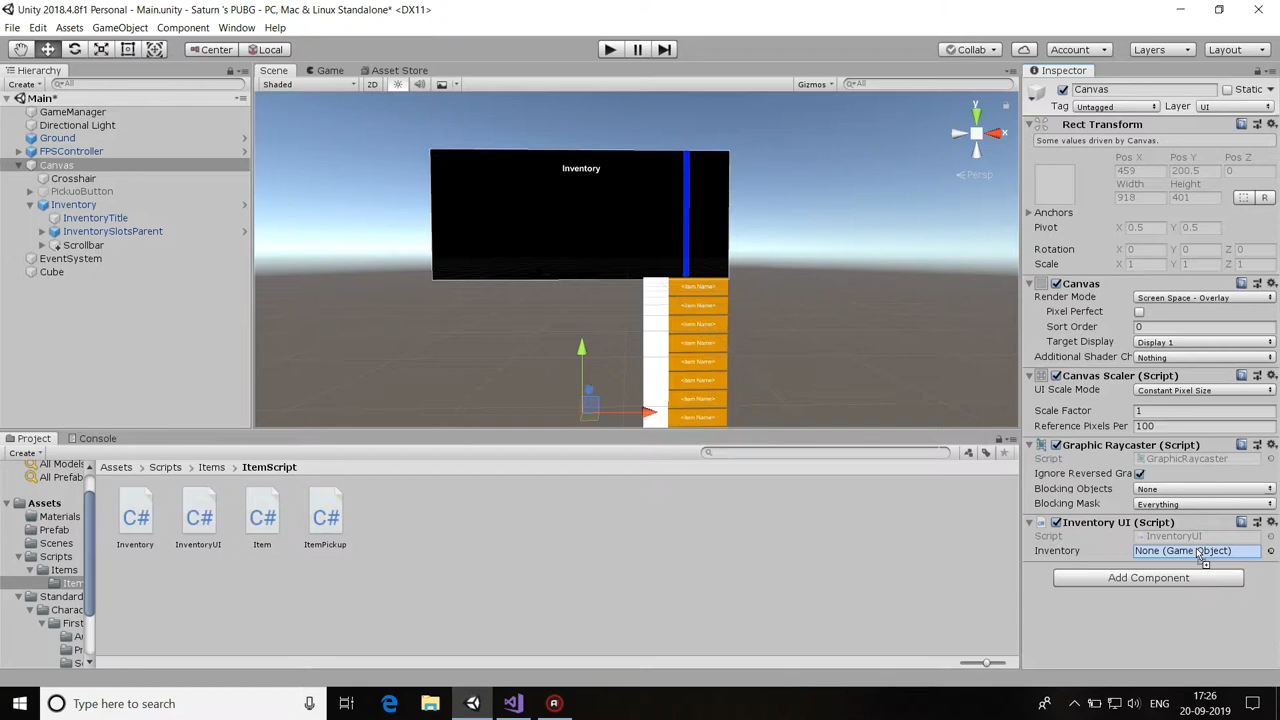 Unity 2018.4.8f1 Personal - Main.unity - Saturn 's PUBG - PC, Mac & Linux Standalone* <DX11>
File Edit Assets GameObject Component Window Help
Center Local Collab Account Layers Layout
Hierarchy Scene Game Asset Store Inspector
Create All
Shaded 2D Gizmos All
Canvas Static
Tag Untagged Layer UI
Main*
GameManager
Directional Light
Ground
FPSController
Canvas
Crosshair
PickuoButton
Inventory
InventoryTitle
InventorySlotsParent
Scrollbar
EventSystem
Cube
y
x
Persp
Inventory
<Item Name>
<Item Name>
<Item Name>
<Item Name>
<Item Name>
<Item Name>
<Item Name>
<Item Name>
Rect Transform
Some values driven by Canvas.
Pos X Pos Y Pos Z
459 200.5 0
Width Height
918 401
R
Anchors
Pivot X 0.5 Y 0.5
Rotation X 0 Y 0 Z 0
Scale X 1 Y 1 Z 1
Canvas
Render Mode Screen Space - Overlay
Pixel Perfect
Sort Order 0
Target Display Display 1
Additional Shader Ch Nothing
Canvas Scaler (Script)
UI Scale Mode Constant Pixel Size
Scale Factor 1
Reference Pixels Per 100
Graphic Raycaster (Script)
Script GraphicRaycaster
Ignore Reversed Gra
Blocking Objects None
Blocking Mask Everything
Inventory UI (Script)
Script InventoryUI
Inventory None (Game Object)
Add Component
Project Console
Create
All Models
All Prefab
Assets
Materials
Prefab
Scenes
Scripts
Items
Item
Standard
Charac
First
Assets Scripts Items ItemScript
C# C# C# C#
Inventory InventoryUI Item ItemPickup
Type here to search
ENG
17:26
20-09-2019